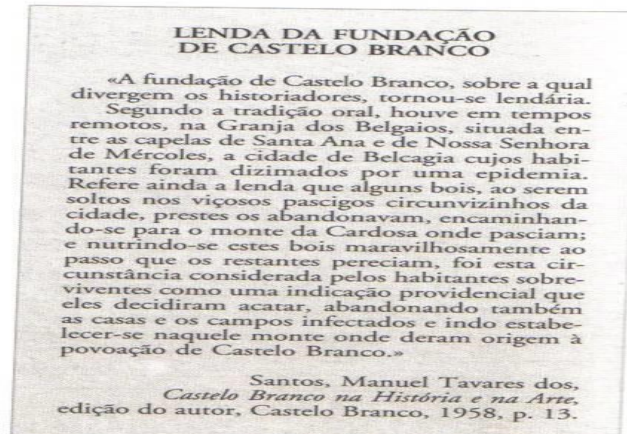 LENDA DA FUNDAÇÃO
DE CASTELO BRANCO
«A fundação de Castelo Branco, sobre a qual
divergem os historiadores, tornou-se lendária.
Segundo a tradição oral, houve em tempos
remotos, na Granja dos Belgaios, situada en-
tre as capelas de Santa Ana e de Nossa Senhora
de Mércoles, a cidade de Belcagia cujos habi-
tantes foram dizimados por uma epidemia.
Refere ainda a lenda que alguns bois, ao serem
soltos nos viçosos pascigos circunvizinhos da
cidade, prestes os abandonavam, encaminhan-
do-se para o monte da Cardosa onde pasciam;
e nutrindo-se estes bois maravilhosamente ao
passo que os restantes pereciam, foi esta cir-
cunstância considerada pelos habitantes sobre-
viventes como uma indicação providencial que
eles decidiram acatar, abandonando também
as casas e os campos infectados e indo estabe-
lecer-se naquele monte onde deram origem à
povoação de Castelo Branco.»
Santos, Manuel Tavares dos,
Castelo Branco na História e na Arte,
edição do autor, Castelo Branco, 1958, p. 13.